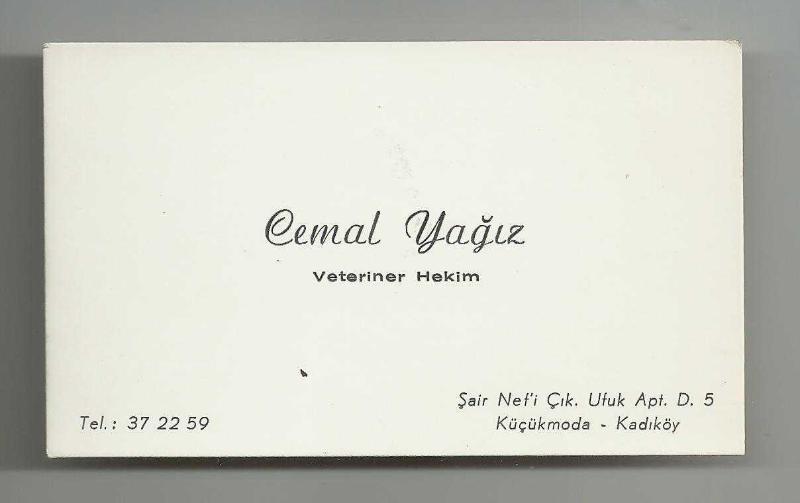 Cemal Yağız
Veteriner Hekim
Tel.: 37 22 59
Şair Nef'i Çık. Ufuk Apt. D. 5
Küçükmoda - Kadıköy